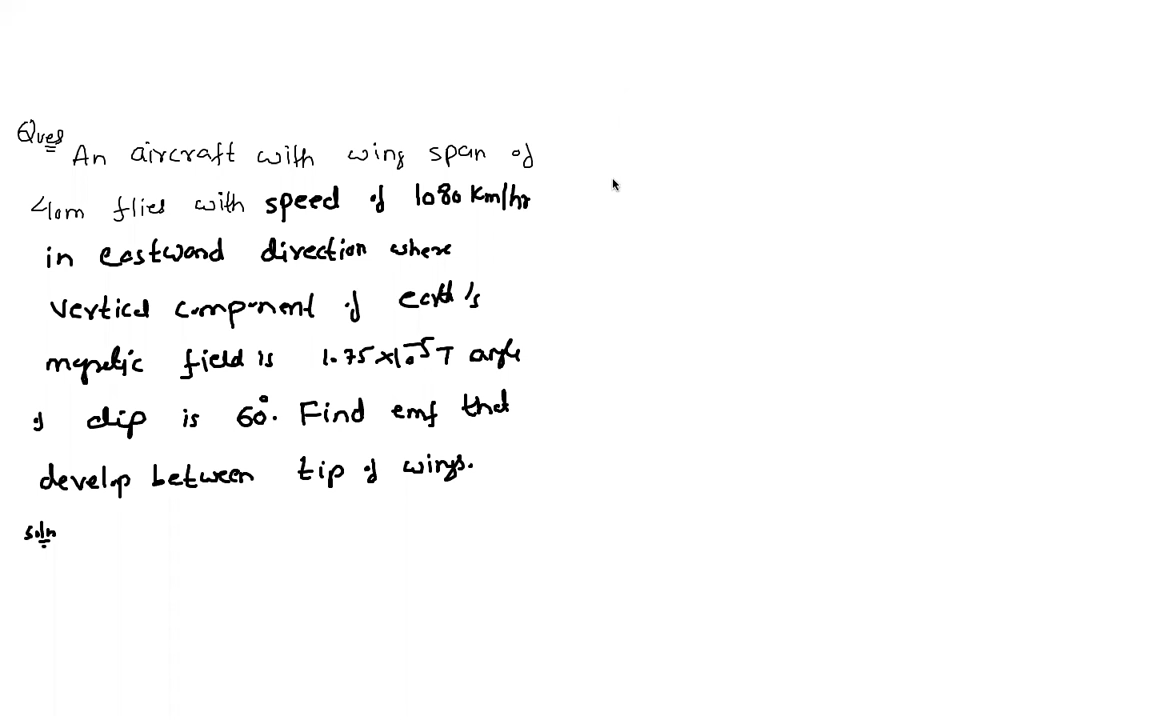 Ques
An aircraft with wing span of
40m flies with speed of 1080 Km/hr
in eastward direction where
vertical component of earth's
magnetic field is 1.75×10⁻⁵T angle
of dip is 60°. Find emf that
develop between tip of wings.
Soln